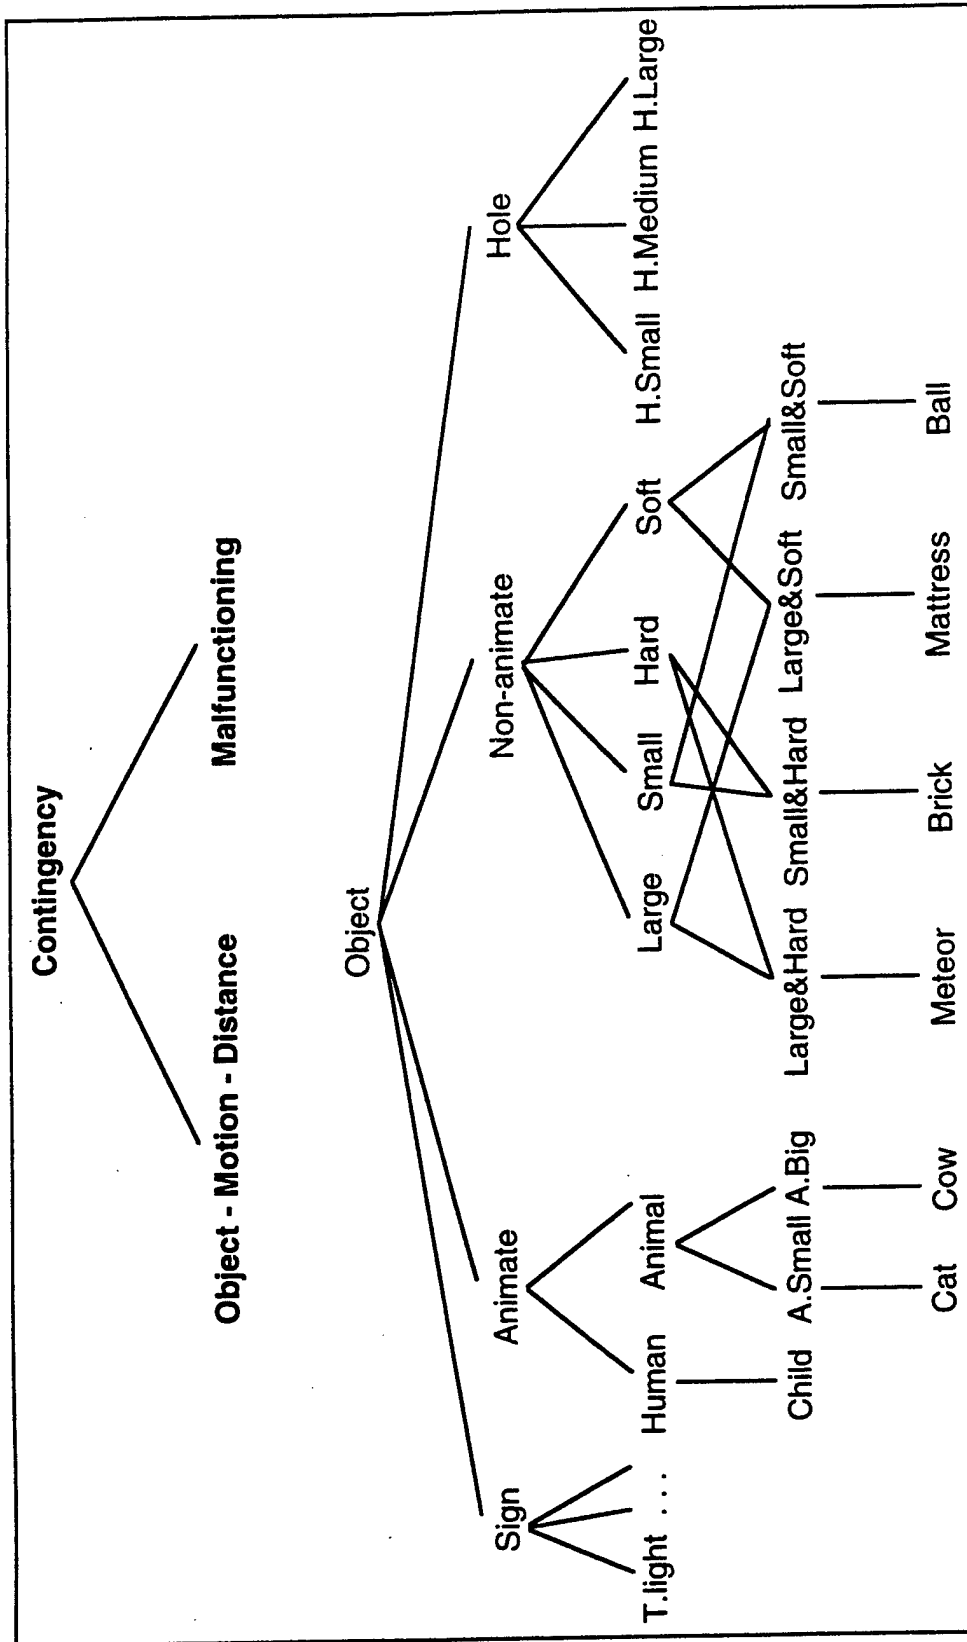 Contingency
Object - Motion - Distance Malfunctioning
Object
Sign Animate Non-animate Hole
T.light . . . Human Animal Large Small Hard Soft H.Small H.Medium H.Large
Child A.Small A.Big Large&Hard Small&Hard Large&Soft Small&Soft
Cat Cow Meteor Brick Mattress Ball